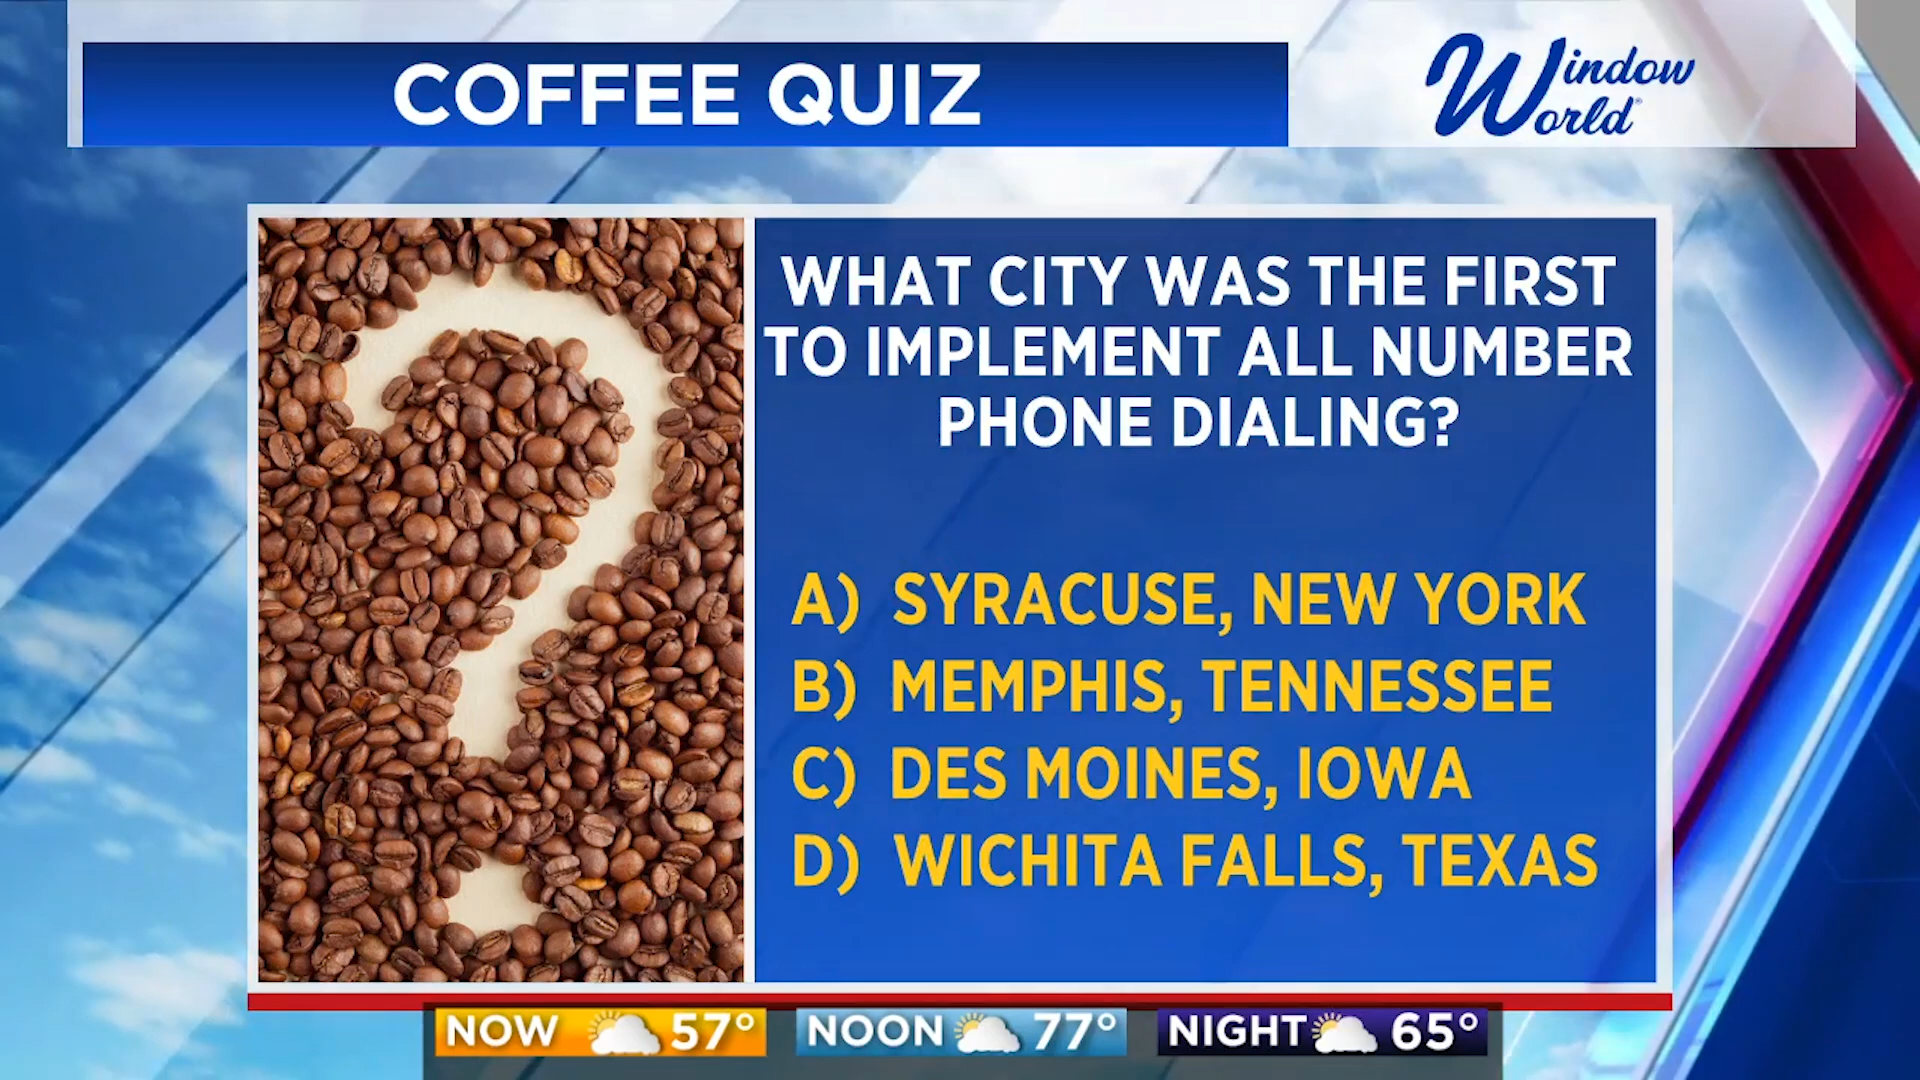 COFFEE QUIZ
Window World
WHAT CITY WAS THE FIRST
TO IMPLEMENT ALL NUMBER
PHONE DIALING?
A) SYRACUSE, NEW YORK
B) MEMPHIS, TENNESSEE
C) DES MOINES, IOWA
D) WICHITA FALLS, TEXAS
NOW 57° NOON 77° NIGHT 65°